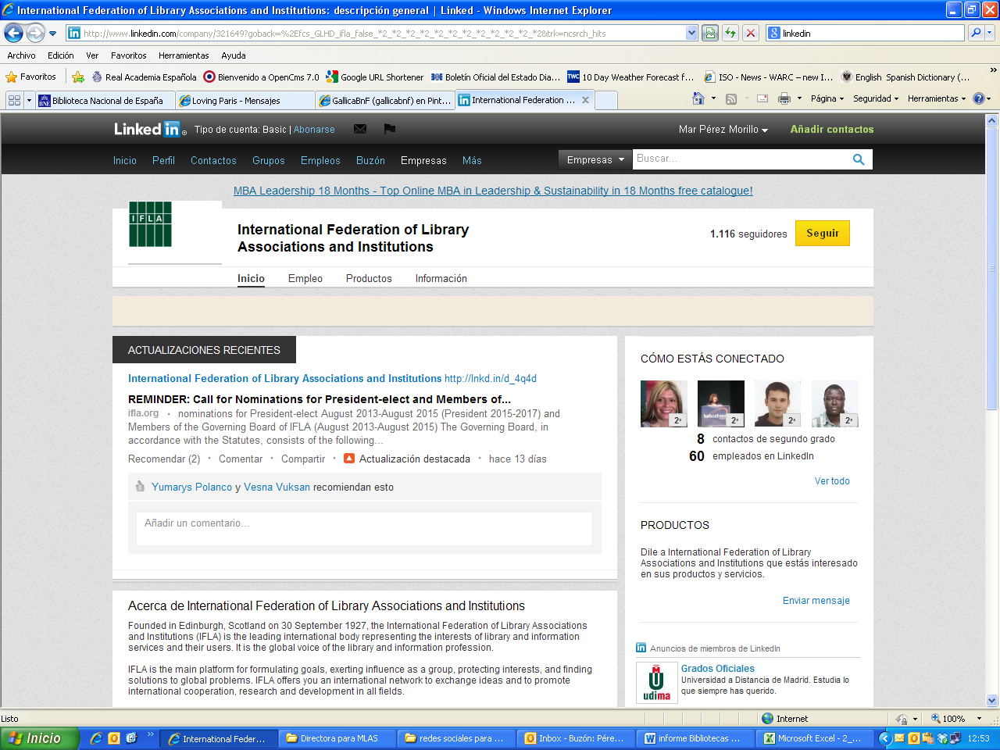 International Federation of Library Associations and Institutions: descripción general | Linked - Windows Internet Explorer
http://www.linkedin.com/company/321649?goback=%2Efcs_GLHD_ifla_false_*2_*2_*2_*2_*2_*2_*2_*2_*2_*2_*2_*2&trk=ncsrch_hits
linkedin
Archivo Edición Ver Favoritos Herramientas Ayuda
Favoritos Real Academia Española Bienvenido a OpenCms 7.0 Google URL Shortener Boletín Oficial del Estado Dia... 10 Day Weather Forecast f... ISO - News - WARC – new I... English Spanish Dictionary (...
Biblioteca Nacional de España Loving Paris - Mensajes GallicaBnF (gallicabnf) en Pint... International Federation ... Página Seguridad Herramientas
Linked in Tipo de cuenta: Basic | Abonarse Mar Pérez Morillo Añadir contactos
Inicio Perfil Contactos Grupos Empleos Buzón Empresas Más Empresas Buscar...
MBA Leadership 18 Months - Top Online MBA in Leadership & Sustainability in 18 Months free catalogue!
IFLA
International Federation of Library
Associations and Institutions
1.116 seguidores Seguir
Inicio Empleo Productos Información
ACTUALIZACIONES RECIENTES
International Federation of Library Associations and Institutions http://lnkd.in/d_4q4d
REMINDER: Call for Nominations for President-elect and Members of...
ifla.org • nominations for President-elect August 2013-August 2015 (President 2015-2017) and
Members of the Governing Board of IFLA (August 2013-August 2015) The Governing Board, in
accordance with the Statutes, consists of the following...
Recomendar (2) • Comentar • Compartir • Actualización destacada • hace 13 días
Yumarys Polanco y Vesna Vuksan recomiendan esto
Añadir un comentario...
Acerca de International Federation of Library Associations and Institutions
Founded in Edinburgh, Scotland on 30 September 1927, the International Federation of Library Associations
and Institutions (IFLA) is the leading international body representing the interests of library and information
services and their users. It is the global voice of the library and information profession.
IFLA is the main platform for formulating goals, exerting influence as a group, protecting interests, and finding
solutions to global problems. IFLA offers you an international network to exchange ideas and to promote
international cooperation, research and development in all fields.
CÓMO ESTÁS CONECTADO
2º 2º 2º 2º
8 contactos de segundo grado
60 empleados en LinkedIn
Ver todo
PRODUCTOS
Dile a International Federation of Library
Associations and Institutions que estás interesado
en sus productos y servicios.
Enviar mensaje
in Anuncios de miembros de LinkedIn
udima
Grados Oficiales
Universidad a Distancia de Madrid. Estudia lo
que siempre has querido.
Listo Internet 100%
Inicio International Feder... Directora para MLAS redes sociales para ... Inbox - Buzón: Pére... informe Bibliotecas ... Microsoft Excel - 2_... 12:53